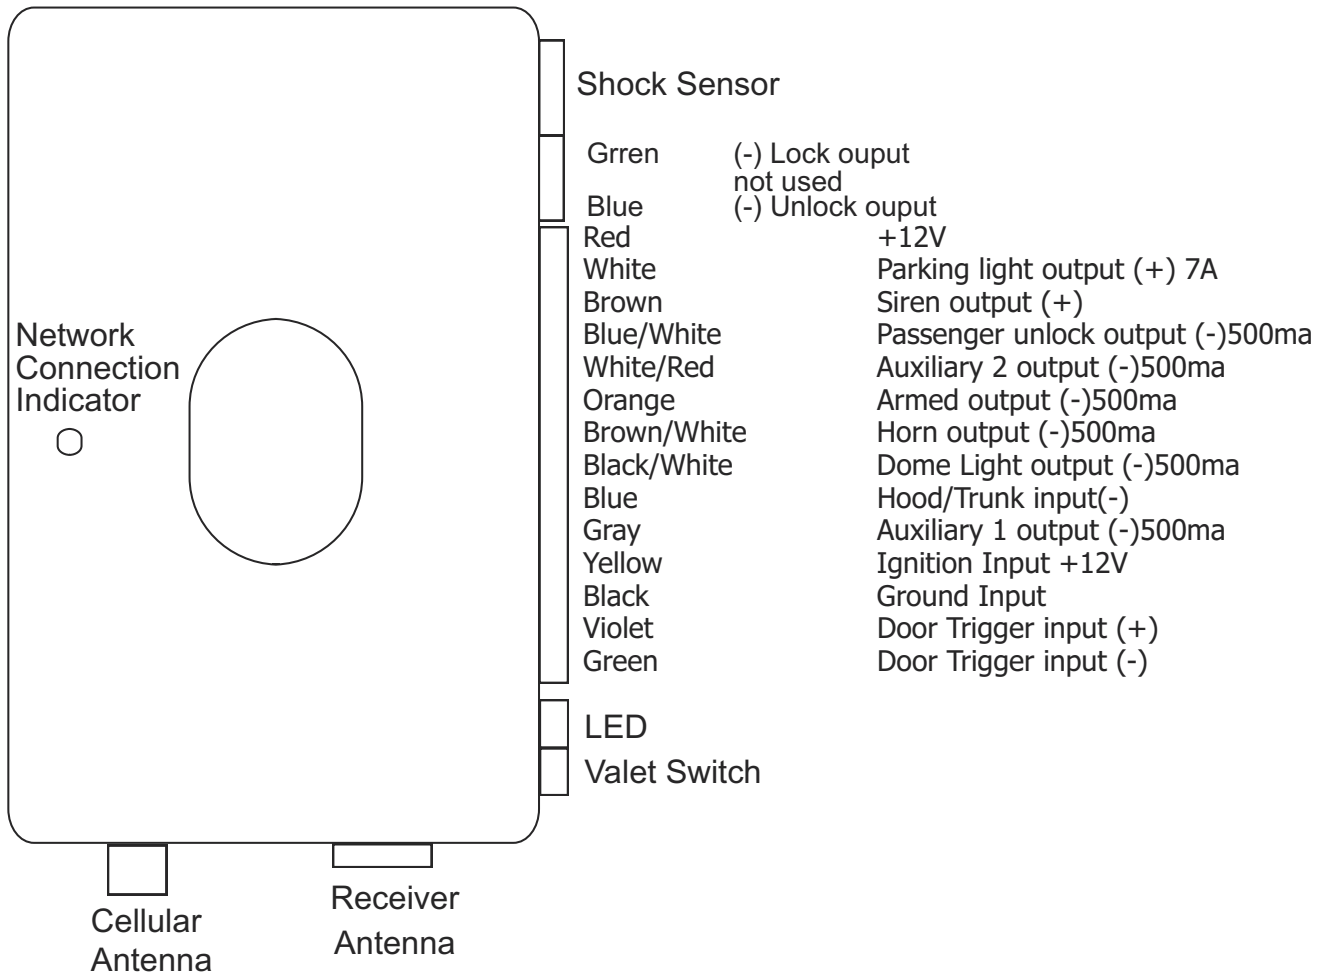 Shock Sensor
Grren (-) Lock ouput
not used
Blue (-) Unlock ouput
Red +12V
White Parking light output (+) 7A
Brown Siren output (+)
Blue/White Passenger unlock output (-)500ma
White/Red Auxiliary 2 output (-)500ma
Orange Armed output (-)500ma
Brown/White Horn output (-)500ma
Black/White Dome Light output (-)500ma
Blue Hood/Trunk input(-)
Gray Auxiliary 1 output (-)500ma
Yellow Ignition Input +12V
Black Ground Input
Violet Door Trigger input (+)
Green Door Trigger input (-)
LED
Valet Switch
Network
Connection
Indicator
Cellular
Antenna
Receiver
Antenna